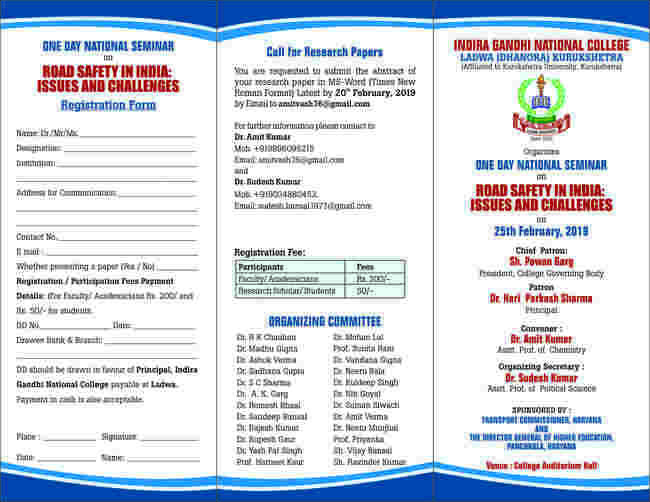 ONE DAY NATIONAL SEMINAR
on
ROAD SAFETY IN INDIA:
ISSUES AND CHALLENGES
Registration Form
Name: Dr./Mr/Ms.
Designation:
Institution:
Address for Communication:
Contact No.
E mail :
Whether presenting a paper (Yes / No)
Registration / Participation Fees Payment
Details: (For Faculty/ Academicians Rs. 200/ and
Rs. 50/- for students.
DD No. Date:
Drawee Bank & Branch:
DD should be drawn in favour of Principal, Indira
Gandhi National College payable at Ladwa.
Payment in cash is also acceptable.
Place : Signature:
Date: Name:
Call for Research Papers
You are requested to submit the abstract of
your research paper in MS-Word (Times New
Roman Format) Latest by 20th February, 2019
by Email to amitvash76@gmail.com
For further information please contact to
Dr. Amit Kumar
Mob. +919896096215
Email: amitvash76@gmail.com
and
Dr. Sudesh Kumar
Mob. +919034880453,
Email: sudesh.bansal1977@gmail.com
Registration Fee:
Participants Fees
Faculty/ Academicians Rs. 200/-
Research Scholar/ Students 50/-
ORGANIZING COMMITTEE
Dr. R K Chauhan Dr. Mohan Lal
Dr. Madhu Gupta Prof. Sunita Rani
Dr. Ashok Verma Dr. Vandana Gupta
Dr. Sadhana Gupta Dr. Neeru Bala
Dr. S C Sharma Dr. Kuldeep Singh
Dr. A. K. Garg Dr. Niti Goyal
Dr. Romesh Bhaal Dr. Suman Siwach
Dr. Sandeep Bansal Dr. Amit Verma
Dr. Rajesh Kumar Dr. Neeru Munjhal
Dr. Rupesh Gaur Prof. Priyanka
Dr. Yash Pal Singh Sh. Vijay Bansal
Prof. Harneet Kaur Sh. Ravinder Kumar
INDIRA GANDHI NATIONAL COLLEGE
LADWA (DHANORA) KURUKSHETRA
(Affiliated to Kurukshetra University, Kurukshetra)
Organizes
ONE DAY NATIONAL SEMINAR
on
ROAD SAFETY IN INDIA:
ISSUES AND CHALLENGES
on
25th February, 2019
Chief Patron:
Sh. Powan Garg
President, College Governing Body
Patron
Dr. Hari Parkash Sharma
Principal
Convener :
Dr. Amit Kumar
Asstt. Prof. of Chemistry
Organizing Secretary :
Dr. Sudesh Kumar
Asstt. Prof. of Political Science
SPONSORED BY :
TRANSPORT COMMISSIONER, HARYANA
AND
THE DIRECTOR GENERAL OF HIGHER EDUCATION,
PANCHKULA, HARYANA
Venue : College Auditorium Hall